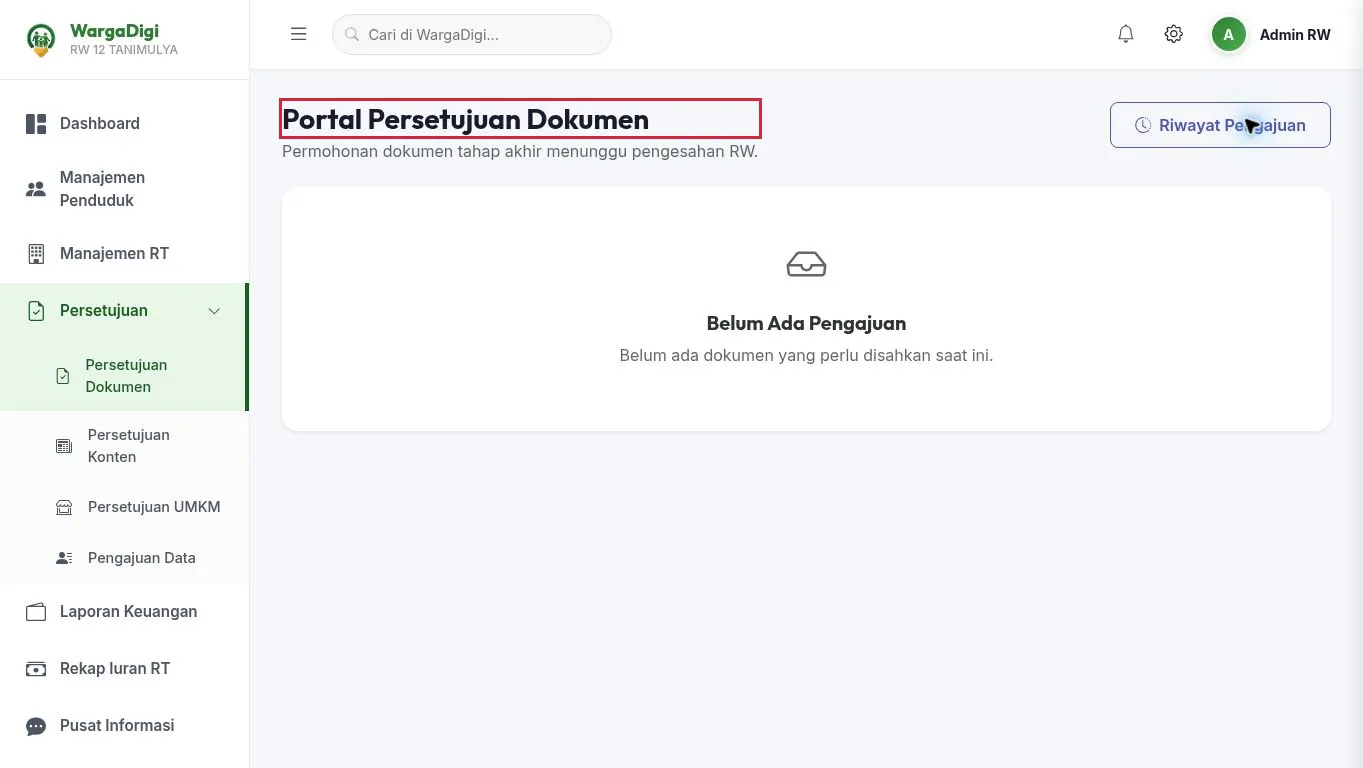 WargaDigi
RW 12 TANIMULYA
Cari di WargaDigi...
A
Admin RW
Dashboard
Manajemen
Penduduk
Manajemen RT
Persetujuan
Persetujuan
Dokumen
Persetujuan
Konten
Persetujuan UMKM
Pengajuan Data
Laporan Keuangan
Rekap Iuran RT
Pusat Informasi
Portal Persetujuan Dokumen
Permohonan dokumen tahap akhir menunggu pengesahan RW.
Riwayat Pengajuan
Belum Ada Pengajuan
Belum ada dokumen yang perlu disahkan saat ini.